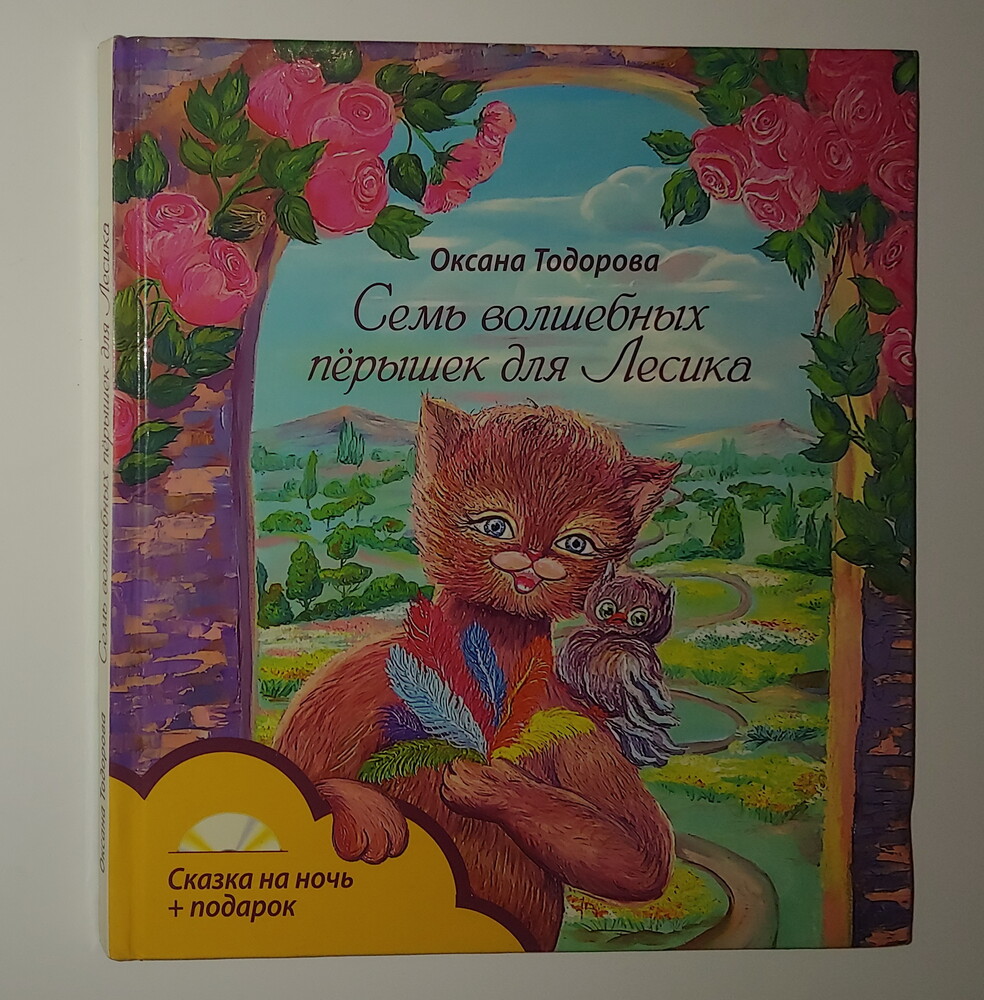 Оксана Тодорова
Семь волшебных
пёрышек для Лесика
Сказка на ночь
+ подарок
Оксана Тодорова Семь волшебных пёрышек для Лесика